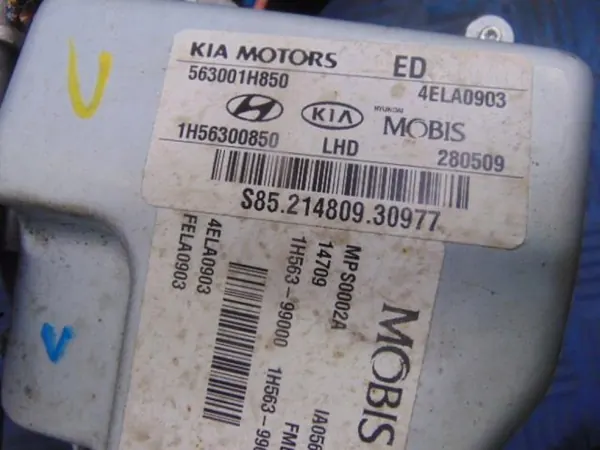 KIA MOTORS ED
563001H850 4ELA0903
KIA HYUNDAI MOBIS
1H56300850 LHD 280509
S85.214809.30977
MOBIS
MPS0002A
14709
1H563-99000 1H563-
4ELA0903
FELA0903
V
V